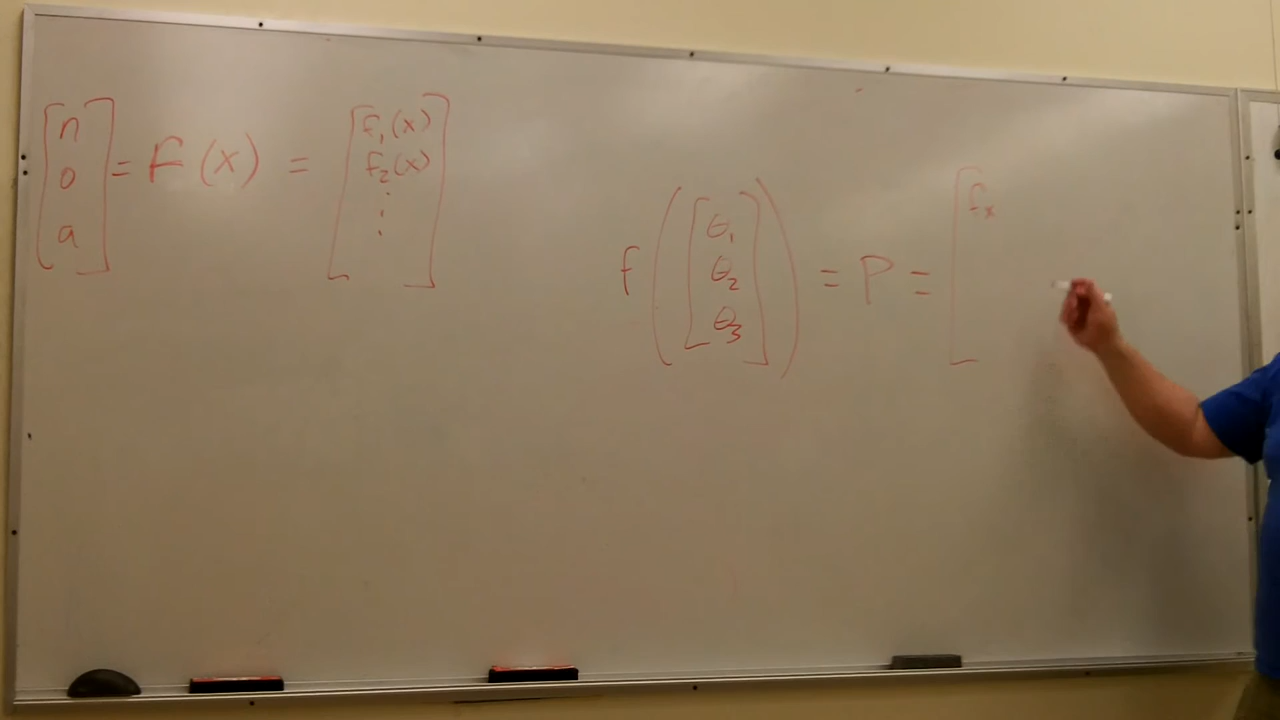 [n o a] = F(x) = [f₁(x) f₂(x) ⋮]
f([θ₁ θ₂ θ₃]) = P = [fₓ